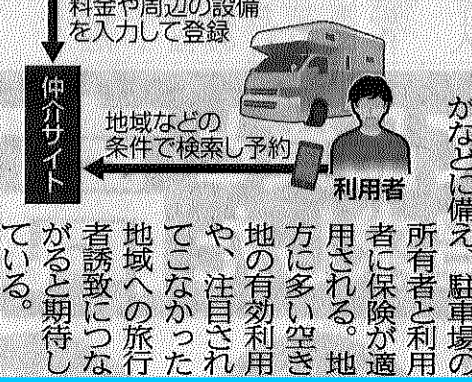 料金や周辺の設備
を入力して登録
仲介サイト
地域などの
条件で検索し予約
利用者
などに備え、駐車場の
所有者と利用
者に保険が適
用される。地
方に多い空き
地の有効利用
や、注目され
てこなかった
地域への旅行
者誘致につな
がると期待し
ている。